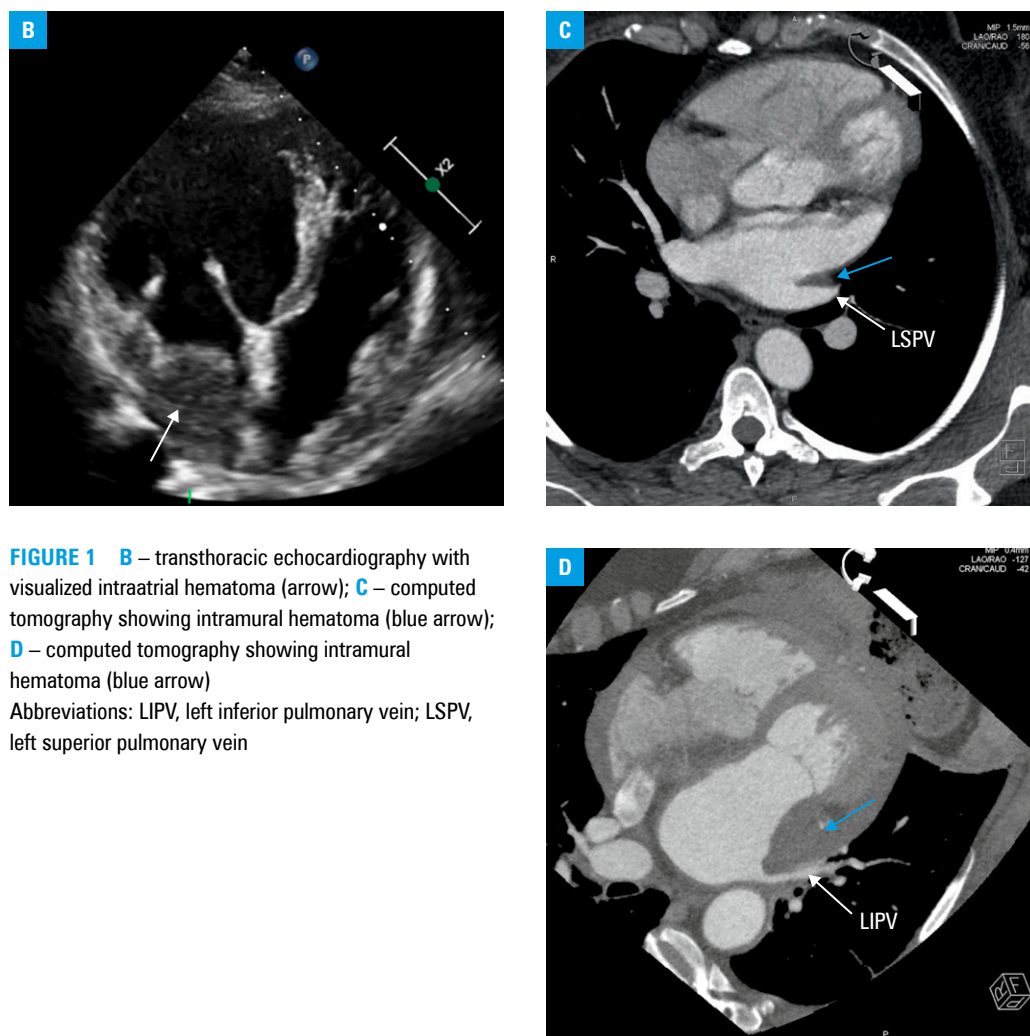 B
P
X2
C
A
MIP 1.5mm
LAO/RAO 180
CRAN/CAUD -56
R
LSPV
P
FIGURE 1 B – transthoracic echocardiography with
visualized intraatrial hematoma (arrow); C – computed
tomography showing intramural hematoma (blue arrow);
D – computed tomography showing intramural
hematoma (blue arrow)
Abbreviations: LIPV, left inferior pulmonary vein; LSPV,
left superior pulmonary vein
D
MIP 0.4mm
LAO/RAO -127
CRAN/CAUD -42
LIPV
P